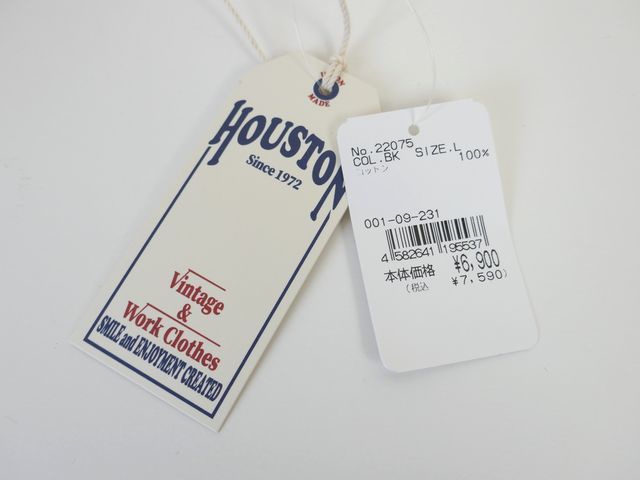 UNION
MADE
HOUSTON
Since 1972
Vintage
&
Work Clothes
SMILE and ENJOYMENT CREATED
No.22075
COL.BK SIZE.L
コットン 100%
001-09-231
4 582641 195537
本体価格 ¥6,900
(税込 ¥7,590)